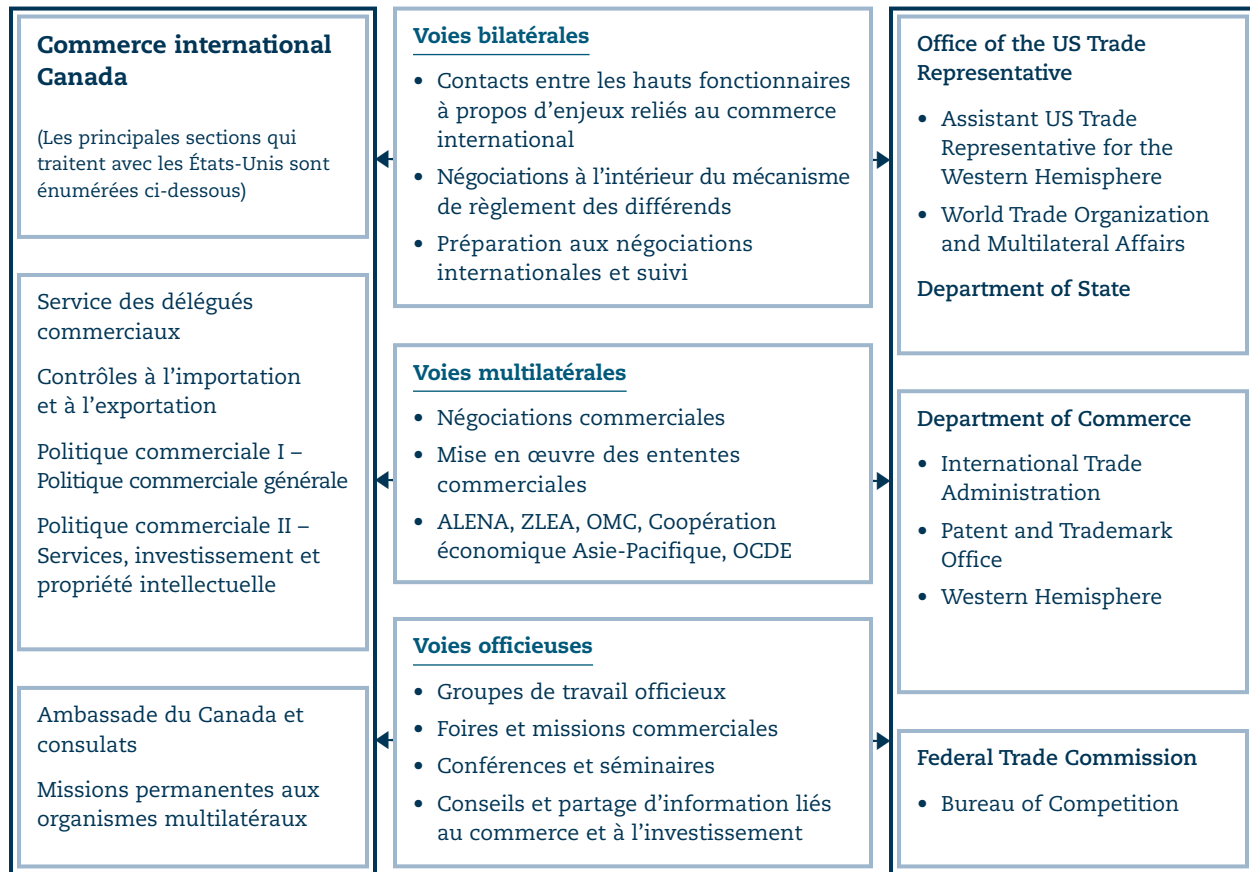 Commerce international
Canada
(Les principales sections qui
traitent avec les États-Unis sont
énumérées ci-dessous)
Service des délégués
commerciaux
Contrôles à l'importation
et à l'exportation
Politique commerciale I –
Politique commerciale générale
Politique commerciale II –
Services, investissement et
propriété intellectuelle
Ambassade du Canada et
consulats
Missions permanentes aux
organismes multilatéraux
Voies bilatérales
• Contacts entre les hauts fonctionnaires
à propos d'enjeux reliés au commerce
international
• Négociations à l'intérieur du mécanisme
de règlement des différends
• Préparation aux négociations
internationales et suivi
Voies multilatérales
• Négociations commerciales
• Mise en œuvre des ententes
commerciales
• ALENA, ZLEA, OMC, Coopération
économique Asie-Pacifique, OCDE
Voies officieuses
• Groupes de travail officieux
• Foires et missions commerciales
• Conférences et séminaires
• Conseils et partage d'information liés
au commerce et à l'investissement
Office of the US Trade
Representative
• Assistant US Trade
Representative for the
Western Hemisphere
• World Trade Organization
and Multilateral Affairs
Department of State
Department of Commerce
• International Trade
Administration
• Patent and Trademark
Office
• Western Hemisphere
Federal Trade Commission
• Bureau of Competition